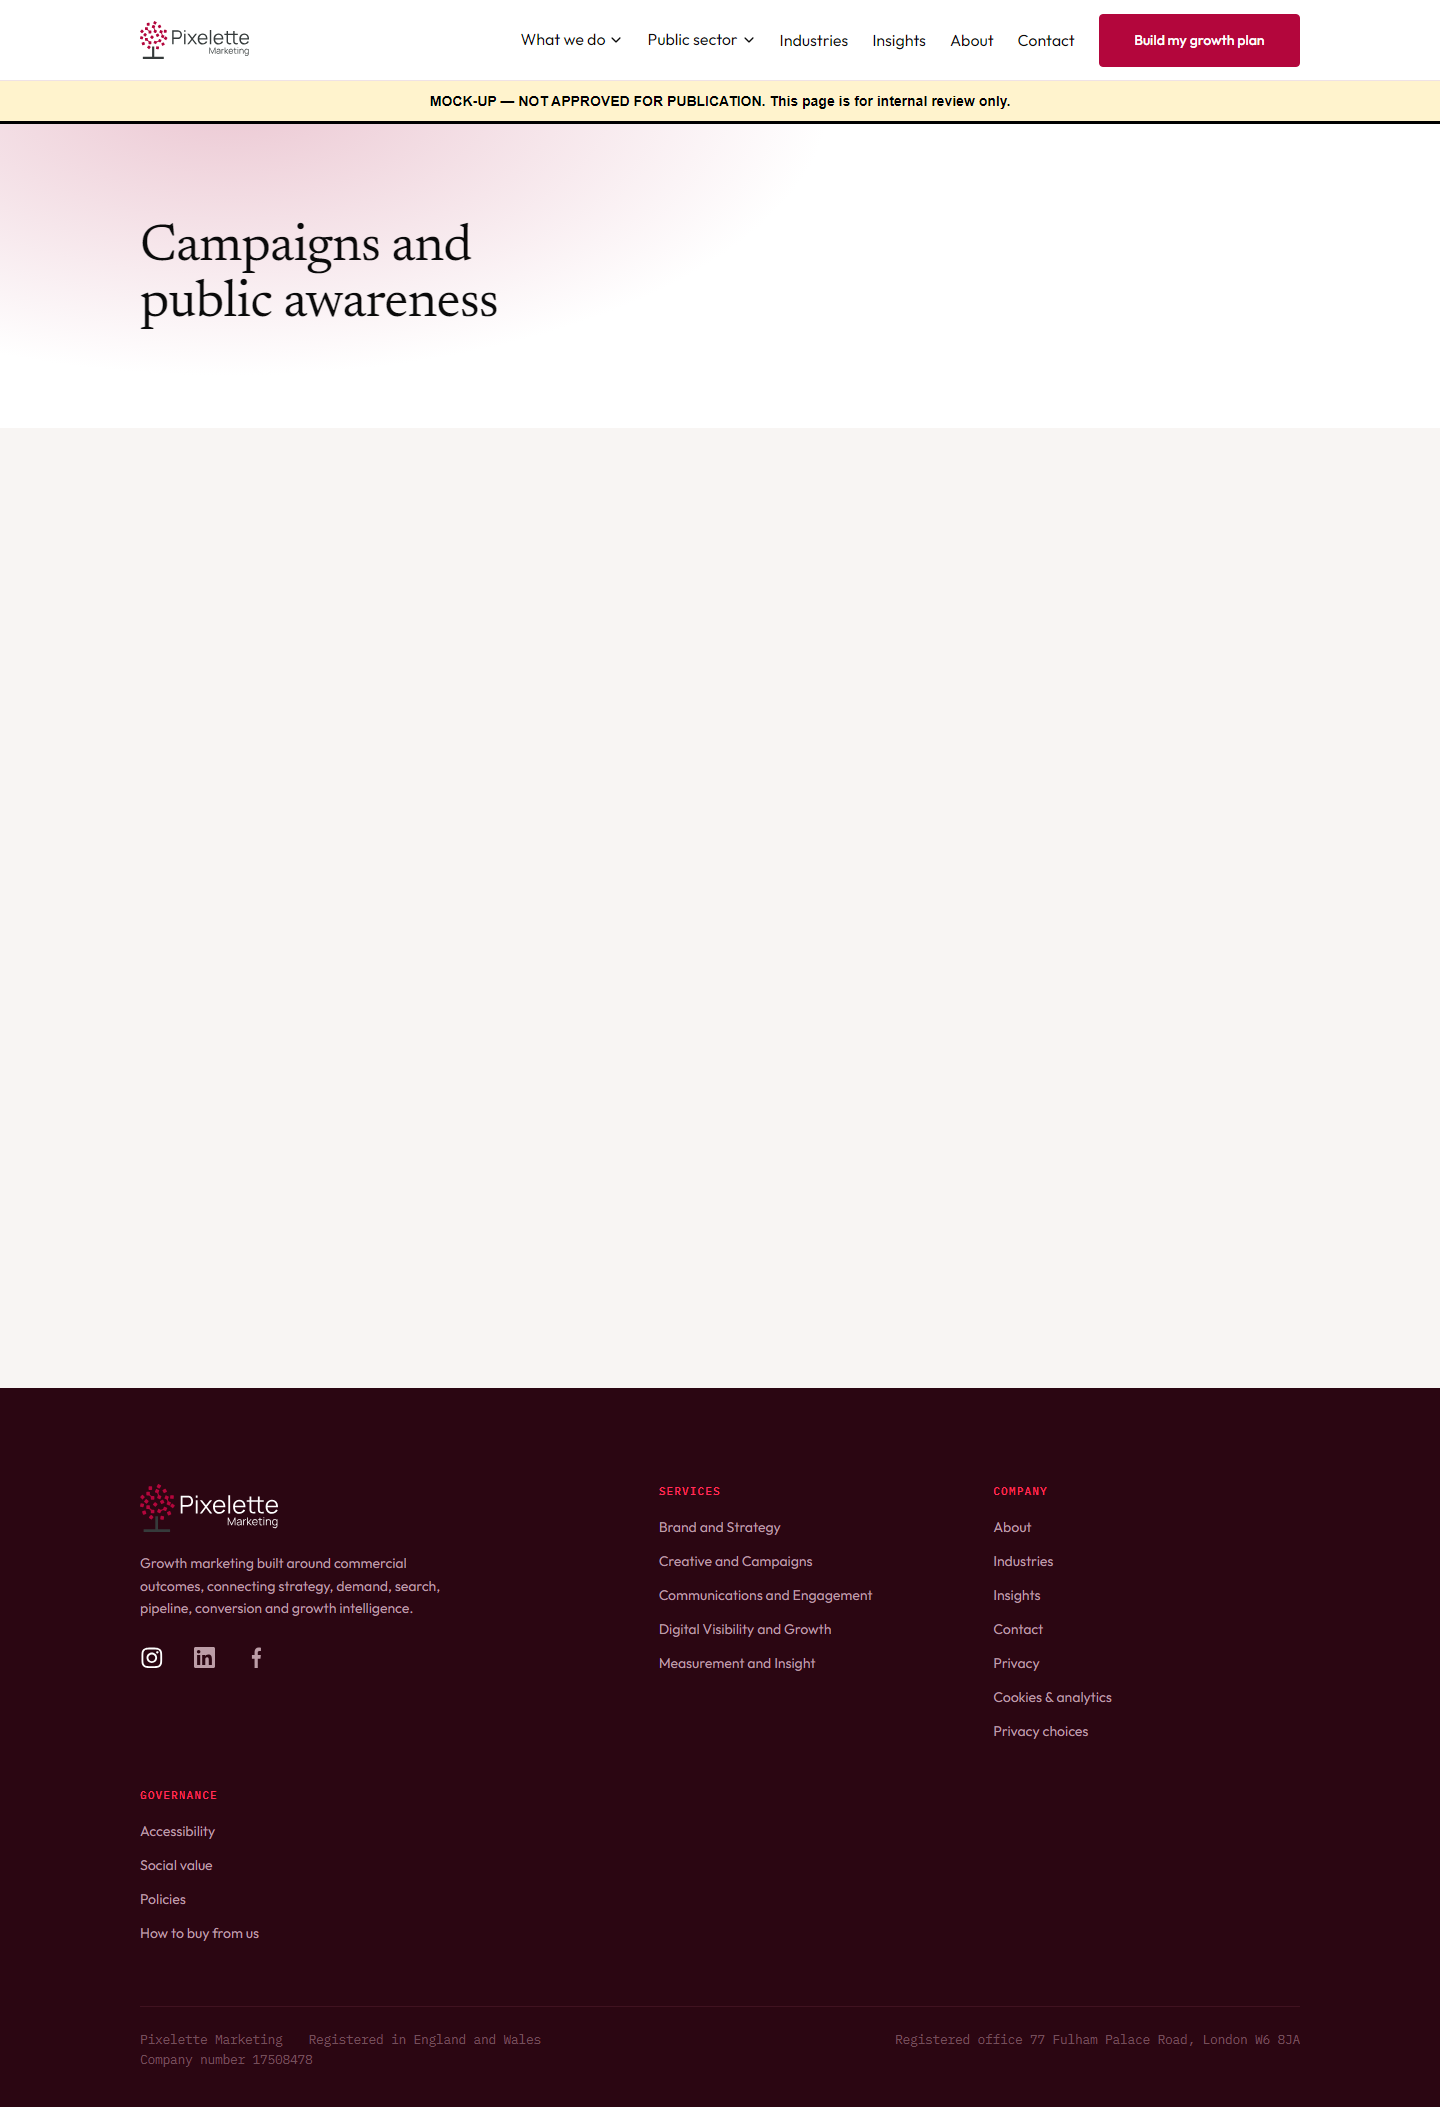 Pixelette
Marketing
What we do
Public sector
Industries
Insights
About
Contact
Build my growth plan
MOCK-UP — NOT APPROVED FOR PUBLICATION. This page is for internal review only.
Campaigns and
public awareness
Pixelette
Marketing
Growth marketing built around commercial
outcomes, connecting strategy, demand, search,
pipeline, conversion and growth intelligence.
SERVICES
Brand and Strategy
Creative and Campaigns
Communications and Engagement
Digital Visibility and Growth
Measurement and Insight
COMPANY
About
Industries
Insights
Contact
Privacy
Cookies & analytics
Privacy choices
GOVERNANCE
Accessibility
Social value
Policies
How to buy from us
Pixelette Marketing Registered in England and Wales
Company number 17508478
Registered office 77 Fulham Palace Road, London W6 8JA